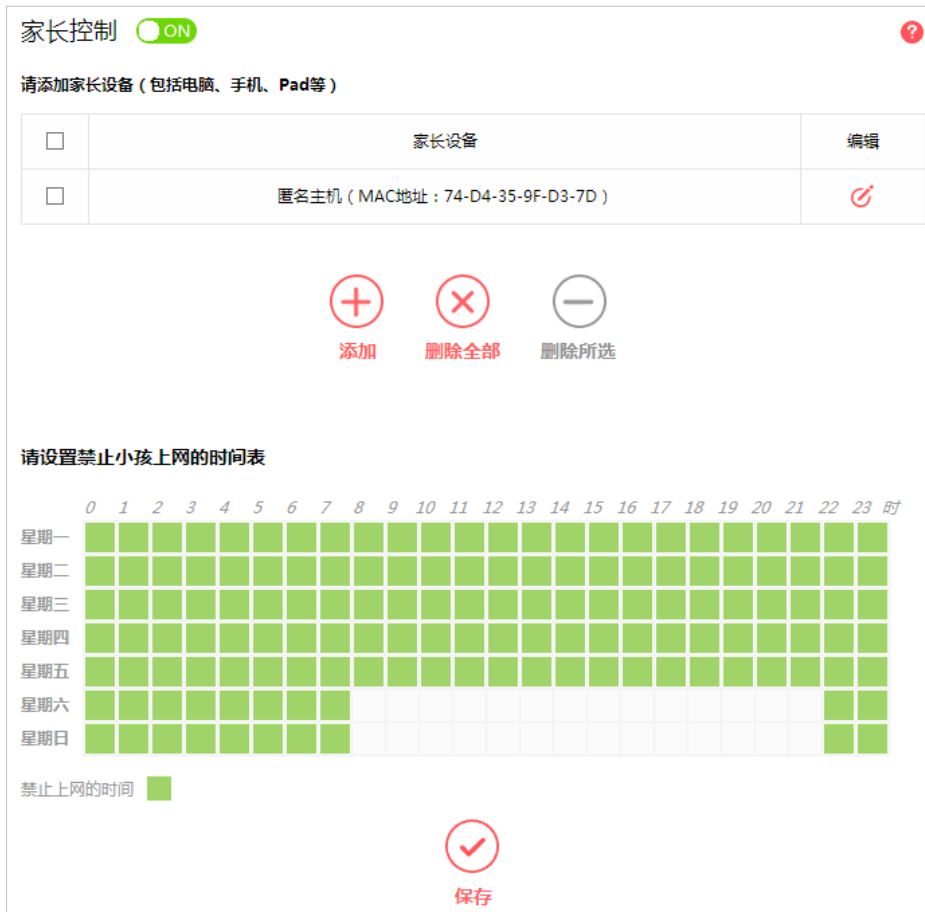 家长控制 ON
?
请添加家长设备（包括电脑、手机、Pad等）
家长设备 编辑
匿名主机（MAC地址：74-D4-35-9F-D3-7D）
添加 删除全部 删除所选
请设置禁止小孩上网的时间表
0 1 2 3 4 5 6 7 8 9 10 11 12 13 14 15 16 17 18 19 20 21 22 23 时
星期一
星期二
星期三
星期四
星期五
星期六
星期日
禁止上网的时间
保存